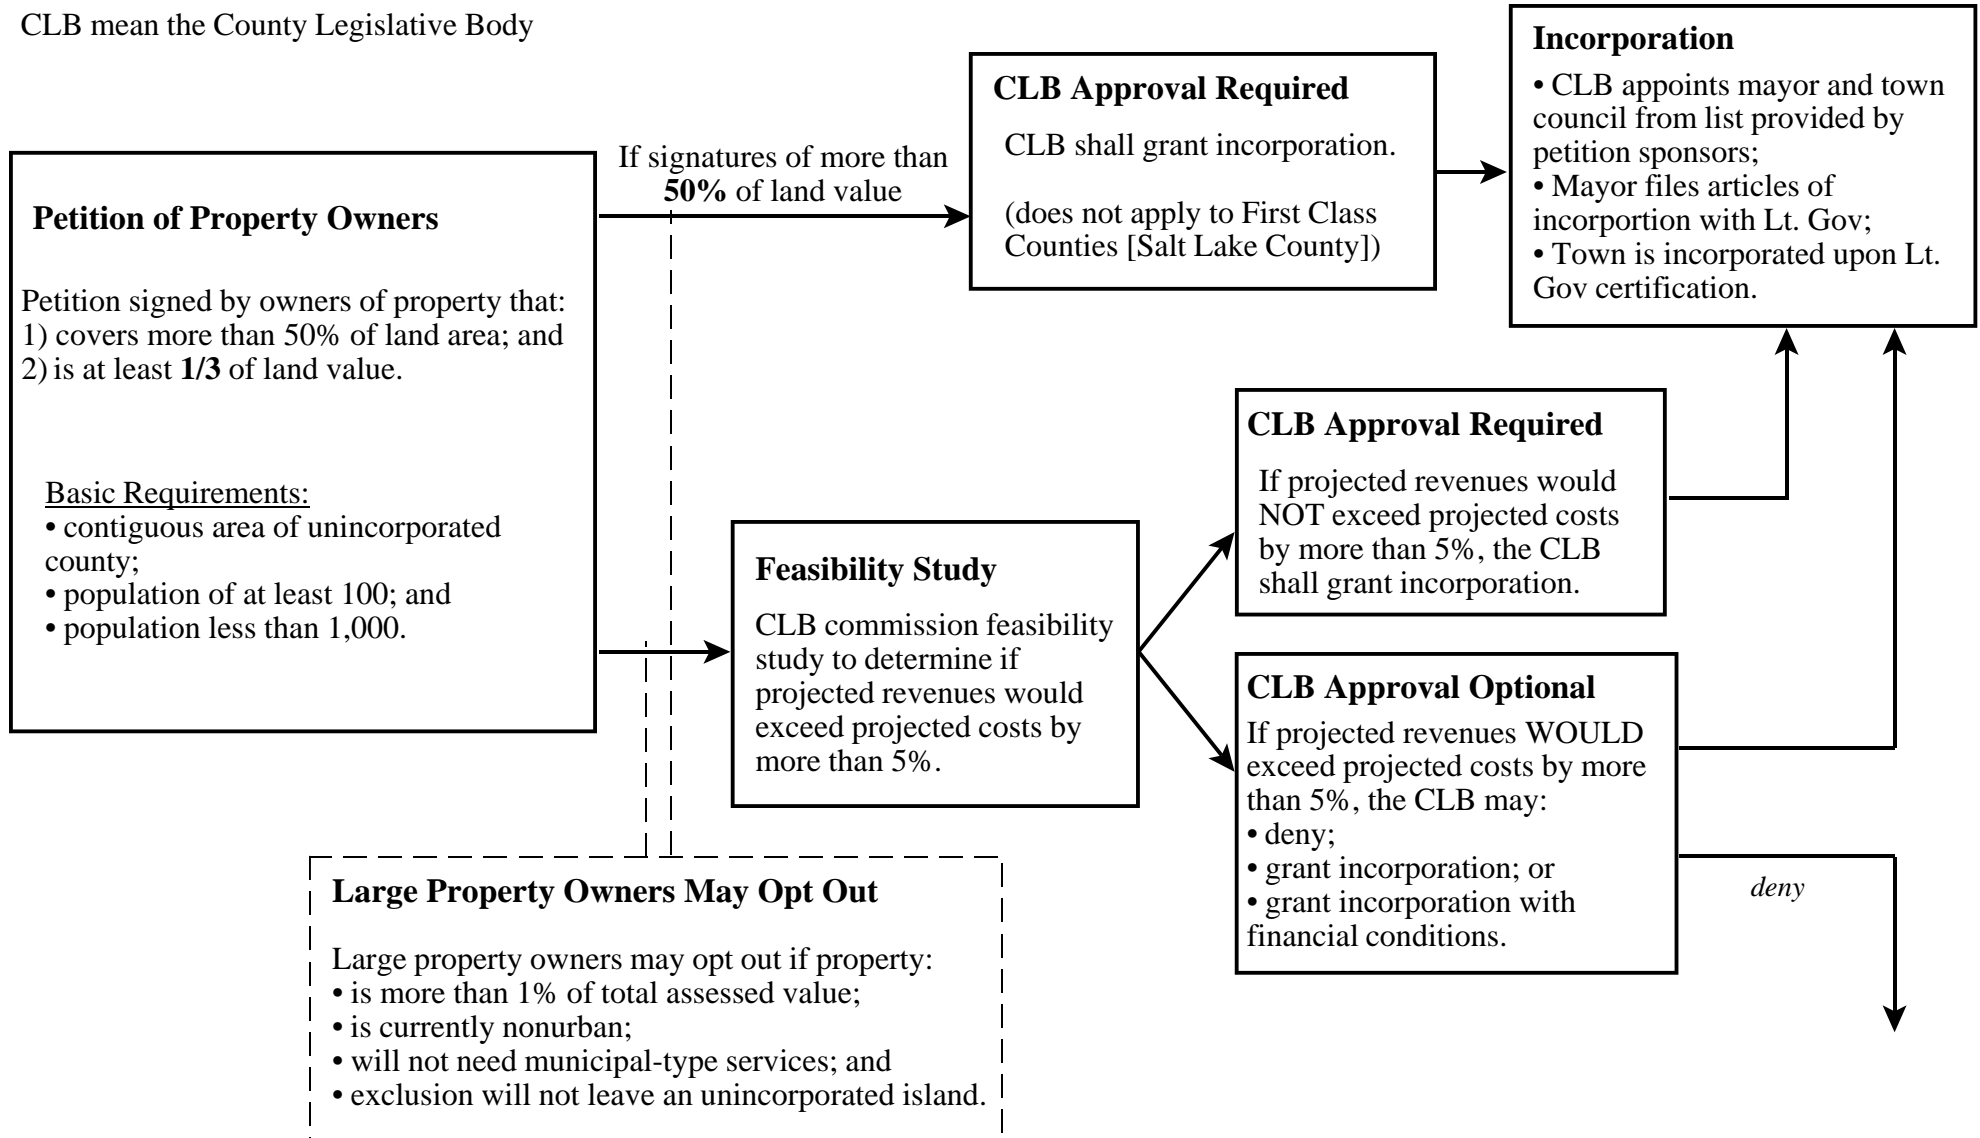 CLB mean the County Legislative Body
Petition of Property Owners
Petition signed by owners of property that:
1) covers more than 50% of land area; and
2) is at least 1/3 of land value.
Basic Requirements:
• contiguous area of unincorporated
county;
• population of at least 100; and
• population less than 1,000.
If signatures of more than
50% of land value
CLB Approval Required
CLB shall grant incorporation.
(does not apply to First Class
Counties [Salt Lake County])
Incorporation
• CLB appoints mayor and town
council from list provided by
petition sponsors;
• Mayor files articles of
incorportion with Lt. Gov;
• Town is incorporated upon Lt.
Gov certification.
Feasibility Study
CLB commission feasibility
study to determine if
projected revenues would
exceed projected costs by
more than 5%.
CLB Approval Required
If projected revenues would
NOT exceed projected costs
by more than 5%, the CLB
shall grant incorporation.
CLB Approval Optional
If projected revenues WOULD
exceed projected costs by more
than 5%, the CLB may:
• deny;
• grant incorporation; or
• grant incorporation with
financial conditions.
deny
Large Property Owners May Opt Out
Large property owners may opt out if property:
• is more than 1% of total assessed value;
• is currently nonurban;
• will not need municipal-type services; and
• exclusion will not leave an unincorporated island.